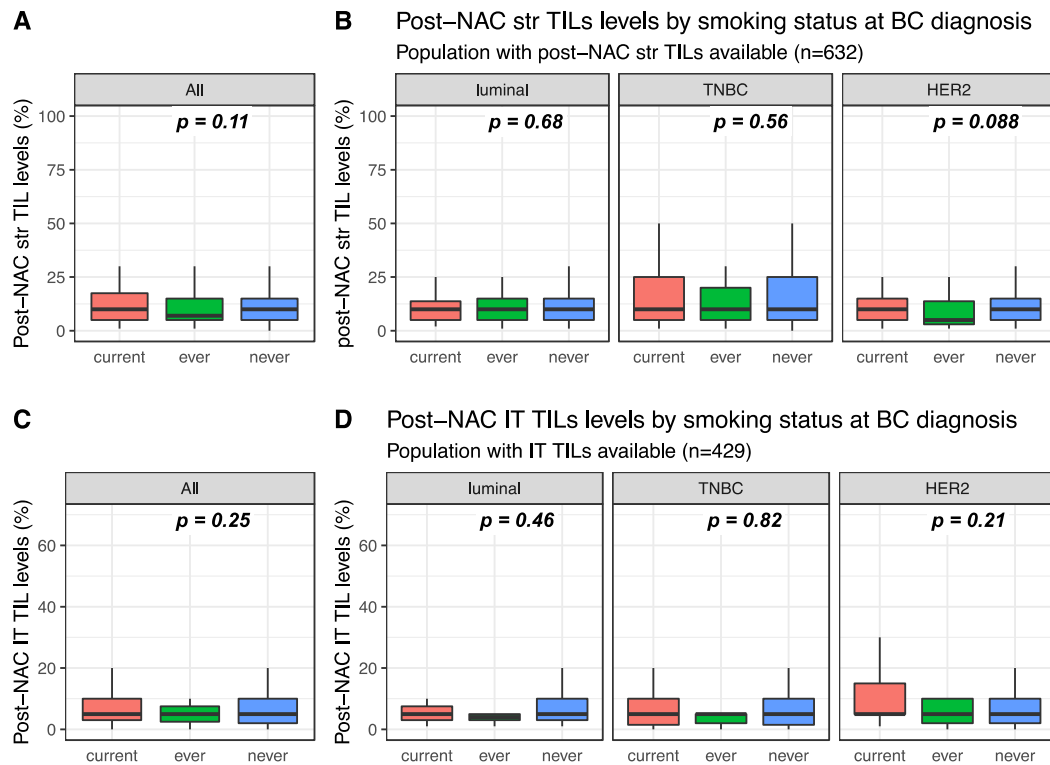 A
B Post−NAC str TILs levels by smoking status at BC diagnosis
Population with post−NAC str TILs available (n=632)
All
luminal
TNBC
HER2
p = 0.11
p = 0.68
p = 0.56
p = 0.088
Post−NAC str TIL levels (%)
100
75
50
25
0
post−NAC str TIL levels (%)
100
75
50
25
0
current ever never
current ever never
current ever never
current ever never
C
D Post−NAC IT TILs levels by smoking status at BC diagnosis
Population with IT TILs available (n=429)
All
luminal
TNBC
HER2
p = 0.25
p = 0.46
p = 0.82
p = 0.21
Post−NAC IT TIL levels (%)
60
40
20
0
Post−NAC IT TIL levels (%)
60
40
20
0
current ever never
current ever never
current ever never
current ever never